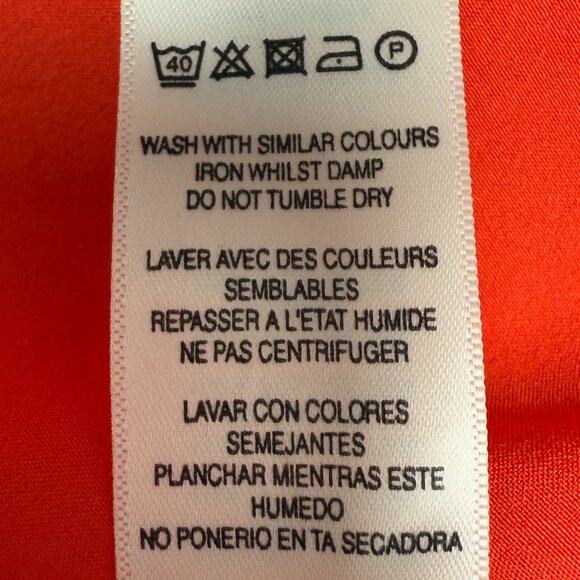 40 P
WASH WITH SIMILAR COLOURS
IRON WHILST DAMP
DO NOT TUMBLE DRY
LAVER AVEC DES COULEURS
SEMBLABLES
REPASSER A L'ETAT HUMIDE
NE PAS CENTRIFUGER
LAVAR CON COLORES
SEMEJANTES
PLANCHAR MIENTRAS ESTE
HUMEDO
NO PONERIO EN TA SECADORA